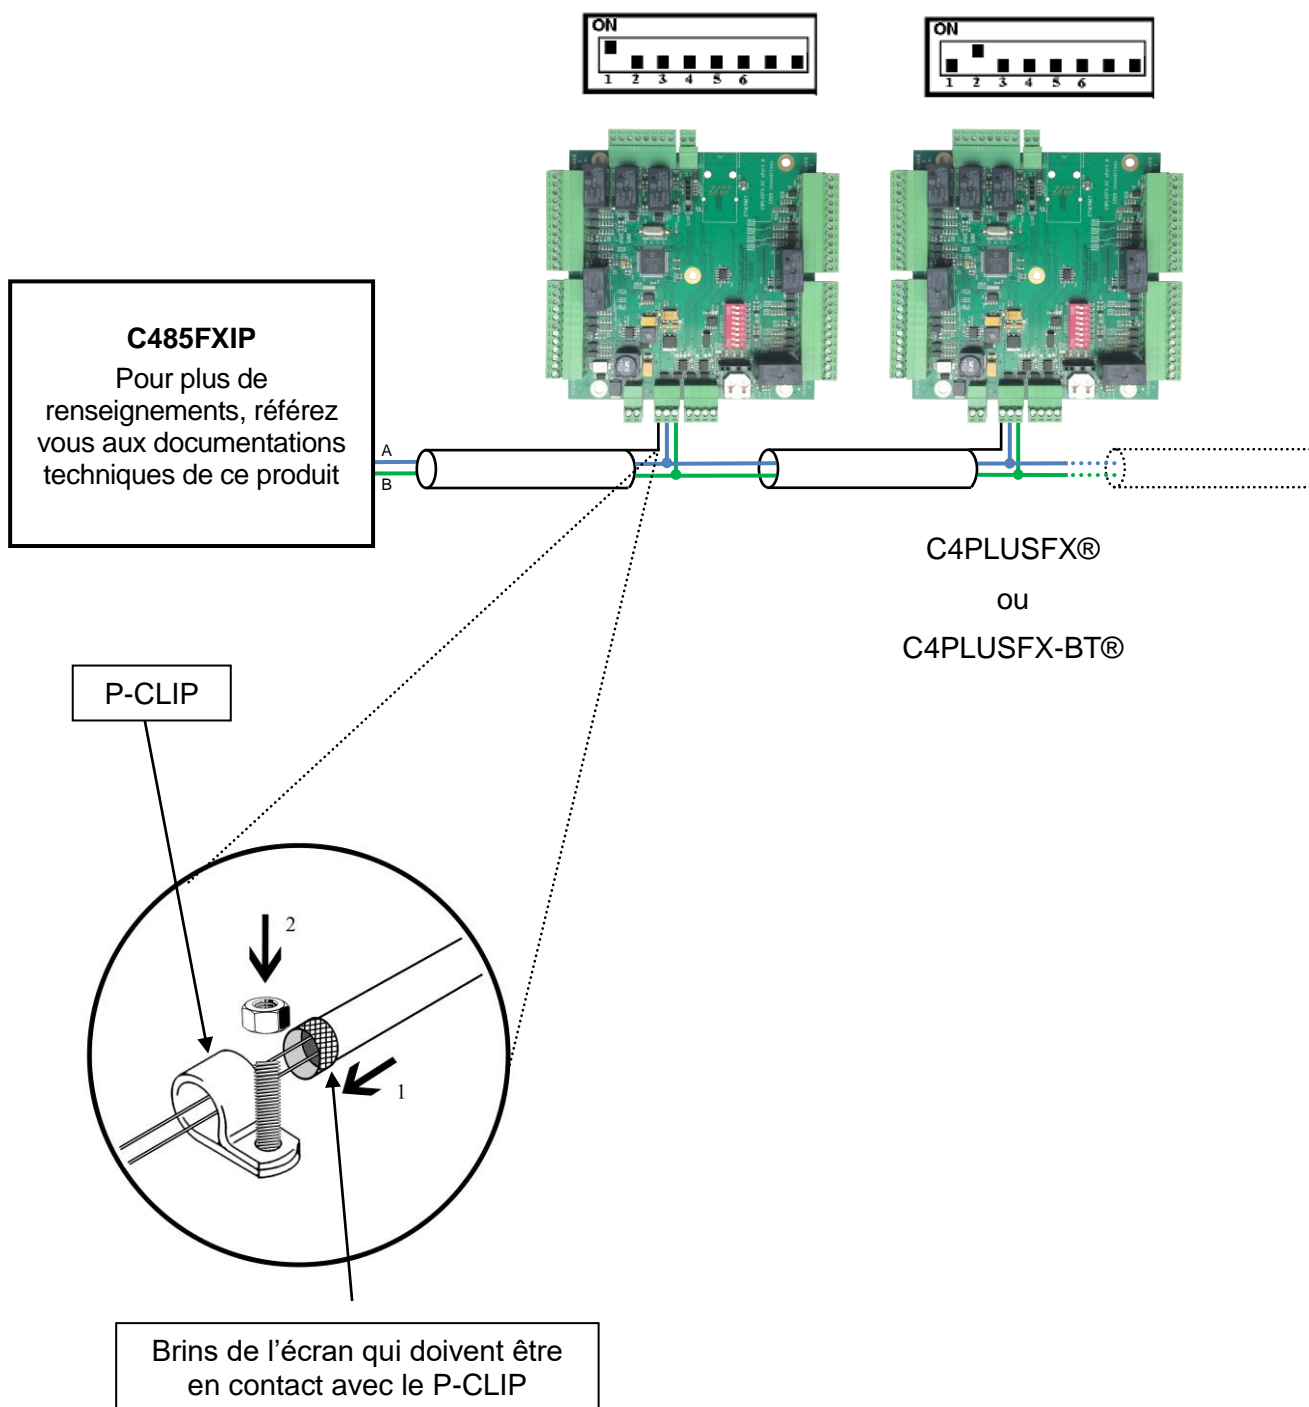 ON
1 2 3 4 5 6
ON
1 2 3 4 5 6
ETHERNET
ETHERNET
C485FXIP
Pour plus de
renseignements, référez
vous aux documentations
techniques de ce produit
A
B
C4PLUSFX®
ou
C4PLUSFX-BT®
P-CLIP
2
1
Brins de l’écran qui doivent être
en contact avec le P-CLIP